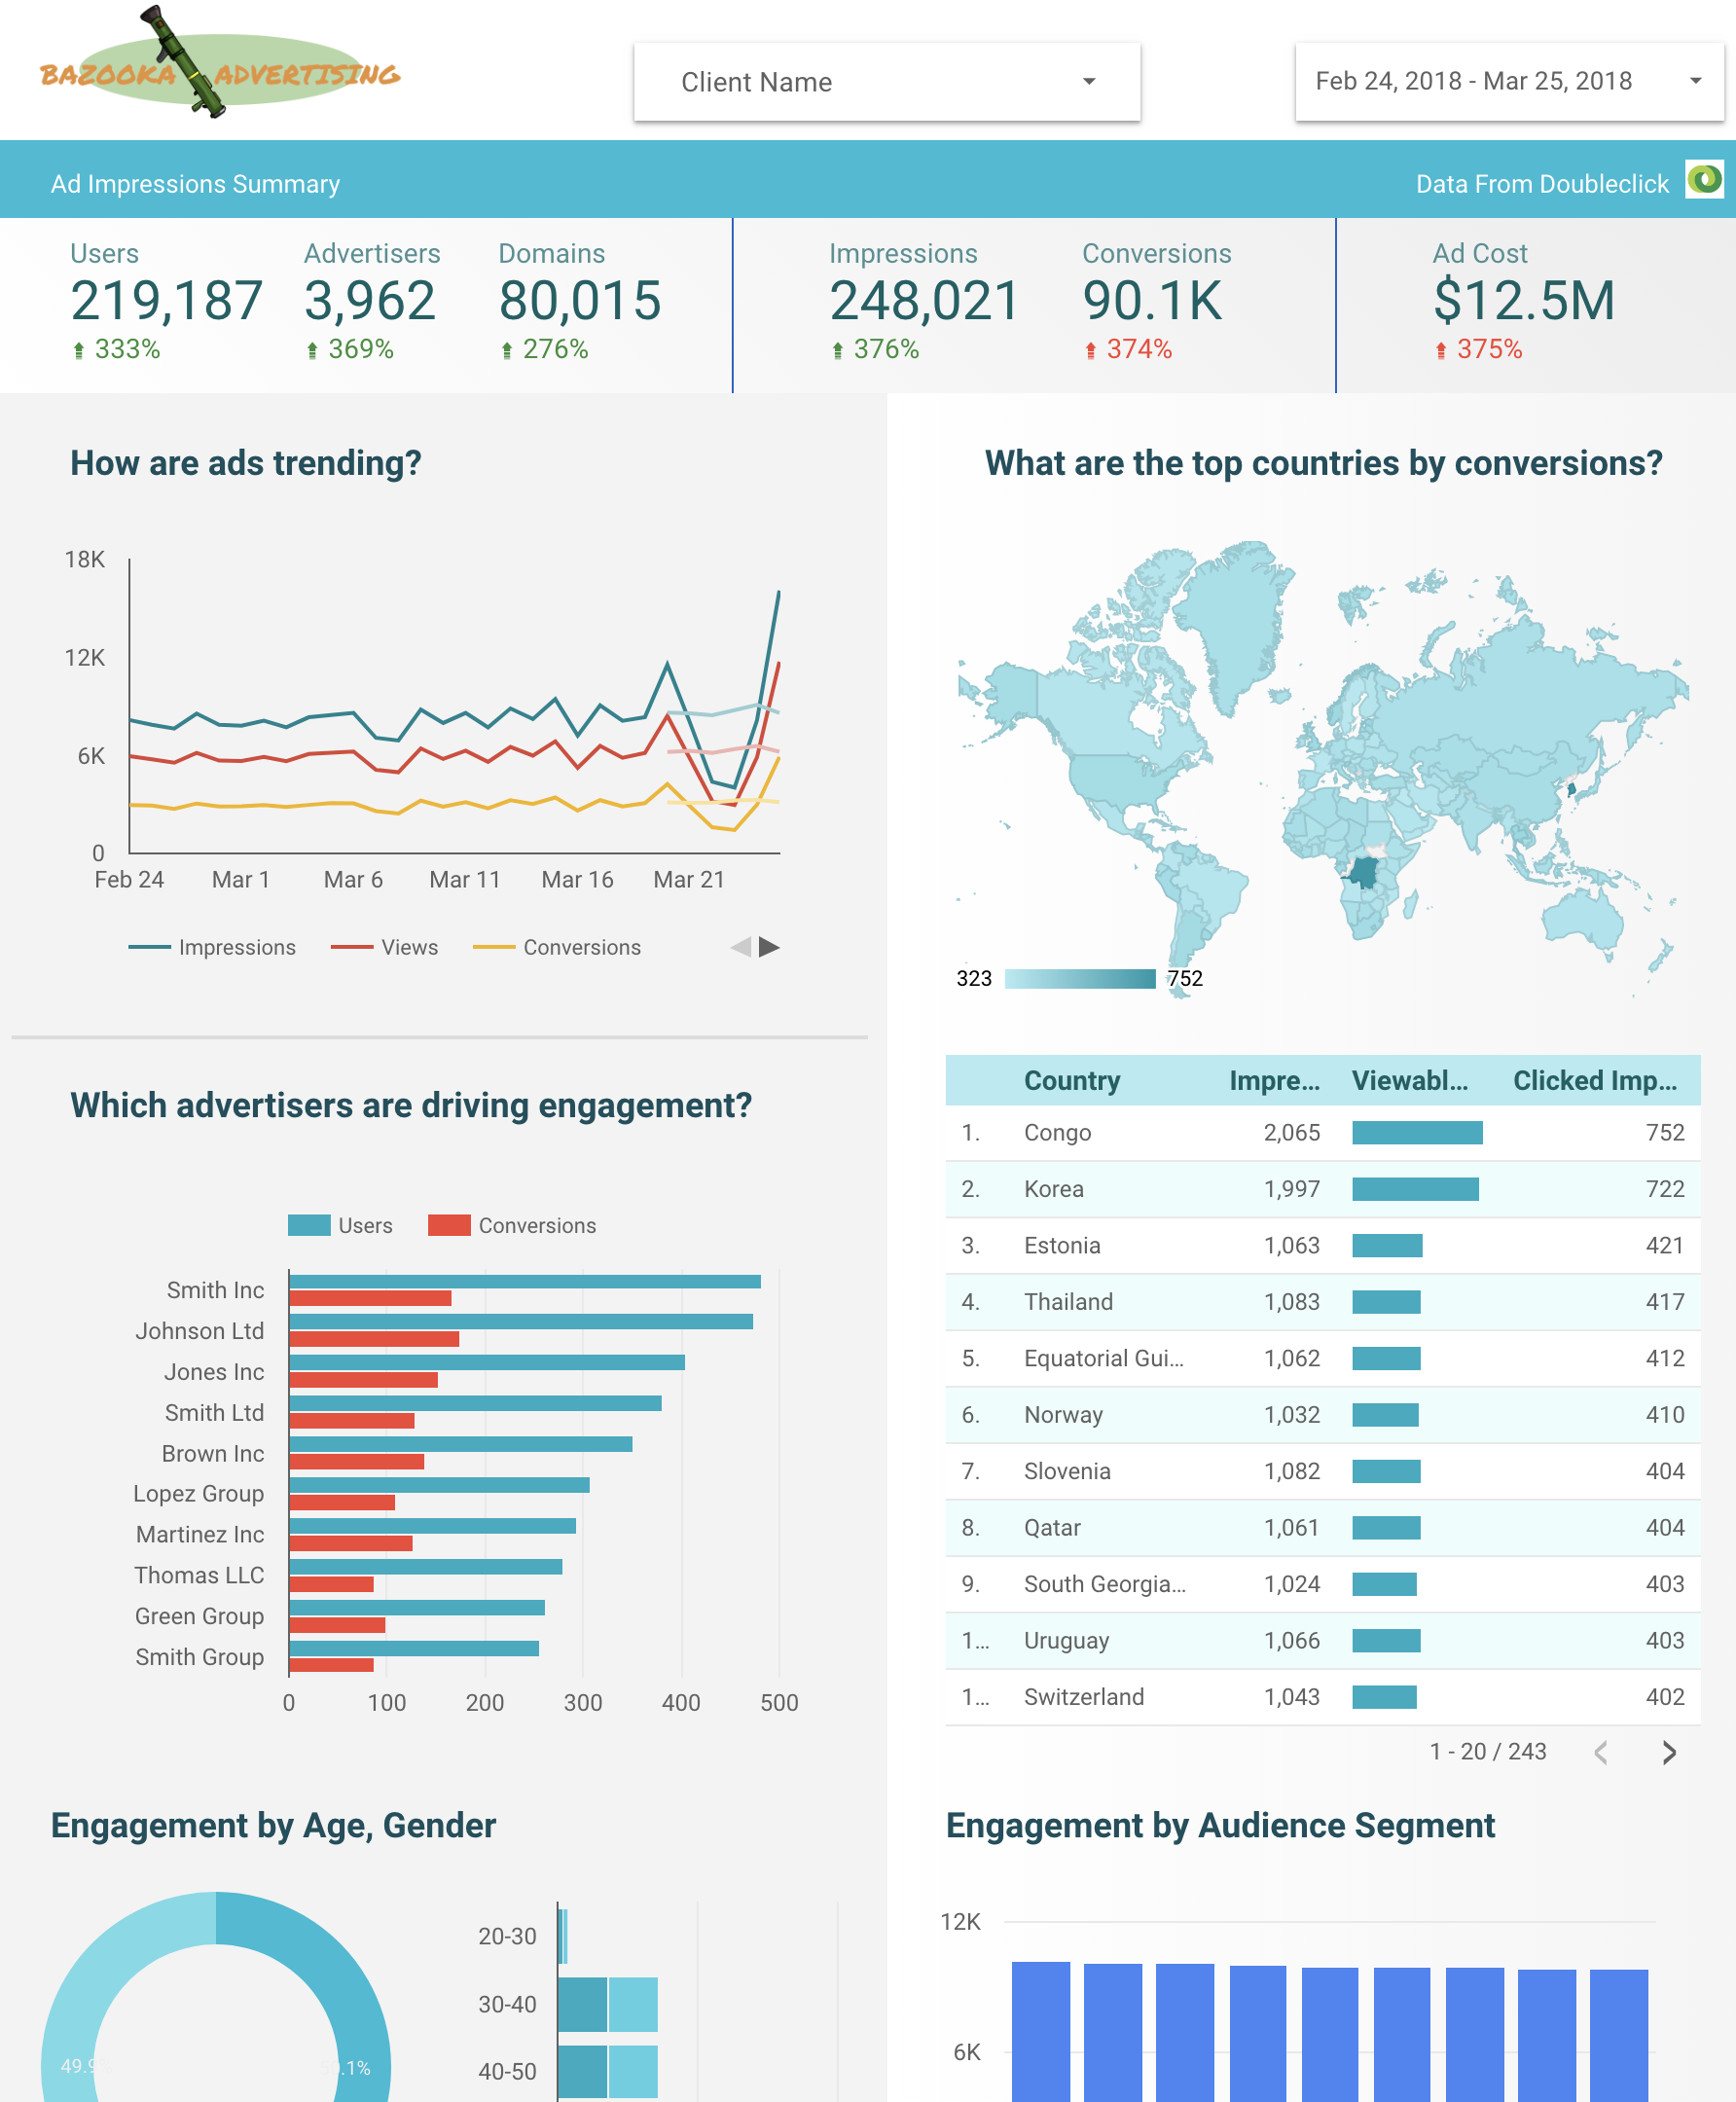 BAZOOKA ADVERTISING
Client Name
Feb 24, 2018 - Mar 25, 2018
Ad Impressions Summary
Data From Doubleclick
Users
219,187
333%
Advertisers
3,962
369%
Domains
80,015
276%
Impressions
248,021
376%
Conversions
90.1K
374%
Ad Cost
$12.5M
375%
How are ads trending?
18K
12K
6K
0
Feb 24 Mar 1 Mar 6 Mar 11 Mar 16 Mar 21
Impressions Views Conversions
What are the top countries by conversions?
323 752
Country Impre... Viewabl... Clicked Imp...
1. Congo 2,065 752
2. Korea 1,997 722
3. Estonia 1,063 421
4. Thailand 1,083 417
5. Equatorial Gui... 1,062 412
6. Norway 1,032 410
7. Slovenia 1,082 404
8. Qatar 1,061 404
9. South Georgia... 1,024 403
1... Uruguay 1,066 403
1... Switzerland 1,043 402
1 - 20 / 243
Which advertisers are driving engagement?
Users Conversions
Smith Inc
Johnson Ltd
Jones Inc
Smith Ltd
Brown Inc
Lopez Group
Martinez Inc
Thomas LLC
Green Group
Smith Group
0 100 200 300 400 500
Engagement by Age, Gender
20-30
30-40
40-50
Engagement by Audience Segment
12K
6K